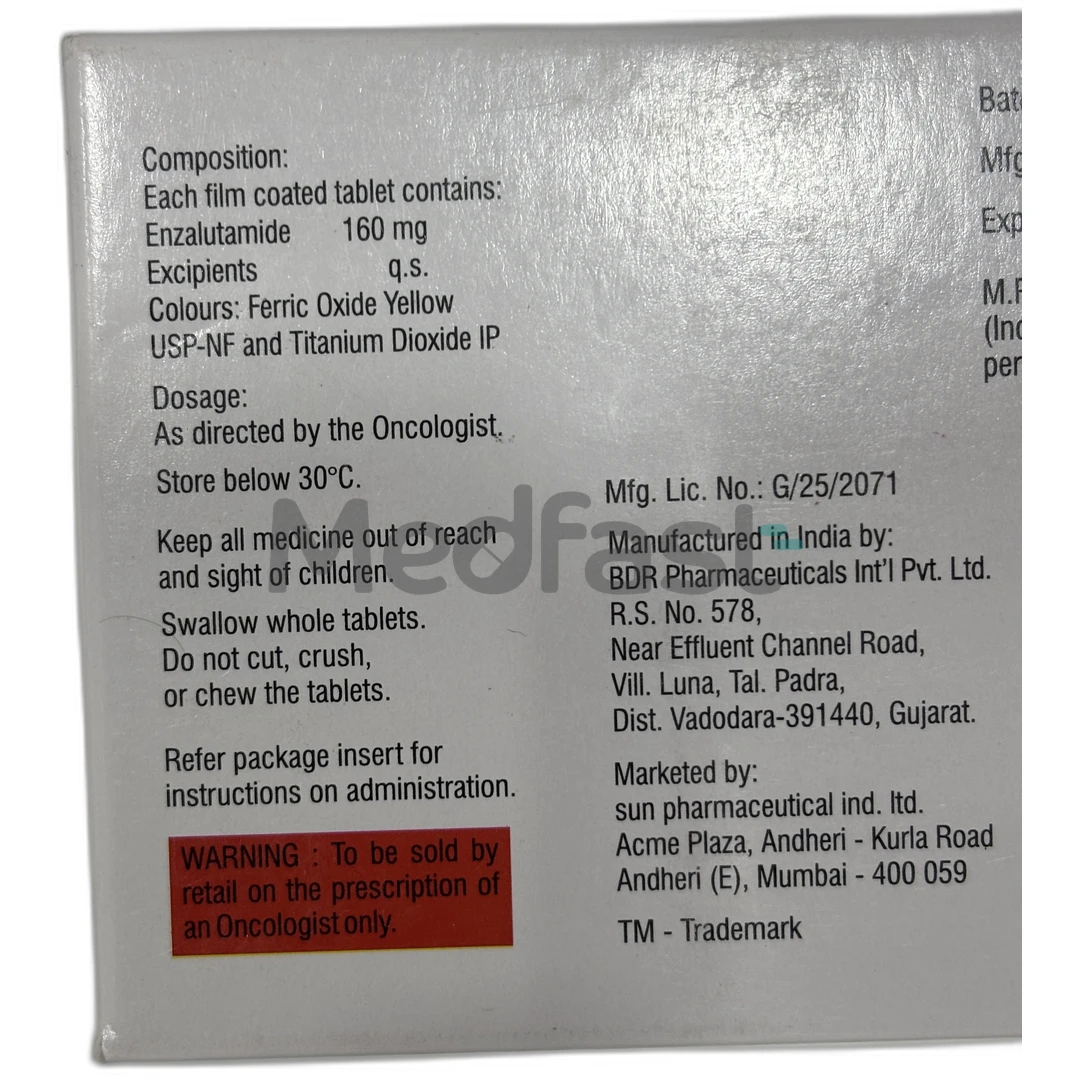 Composition:
Each film coated tablet contains:
Enzalutamide 160 mg
Excipients q.s.
Colours: Ferric Oxide Yellow
USP-NF and Titanium Dioxide IP
Dosage:
As directed by the Oncologist.
Store below 30°C.
Keep all medicine out of reach
and sight of children.
Swallow whole tablets.
Do not cut, crush,
or chew the tablets.
Refer package insert for
instructions on administration.
WARNING : To be sold by
retail on the prescription of
an Oncologist only.
Mfg. Lic. No.: G/25/2071
Manufactured in India by:
BDR Pharmaceuticals Int'l Pvt. Ltd.
R.S. No. 578,
Near Effluent Channel Road,
Vill. Luna, Tal. Padra,
Dist. Vadodara-391440, Gujarat.
Marketed by:
sun pharmaceutical ind. ltd.
Acme Plaza, Andheri - Kurla Road
Andheri (E), Mumbai - 400 059
TM - Trademark
Mfg
Exp
per
Medfast